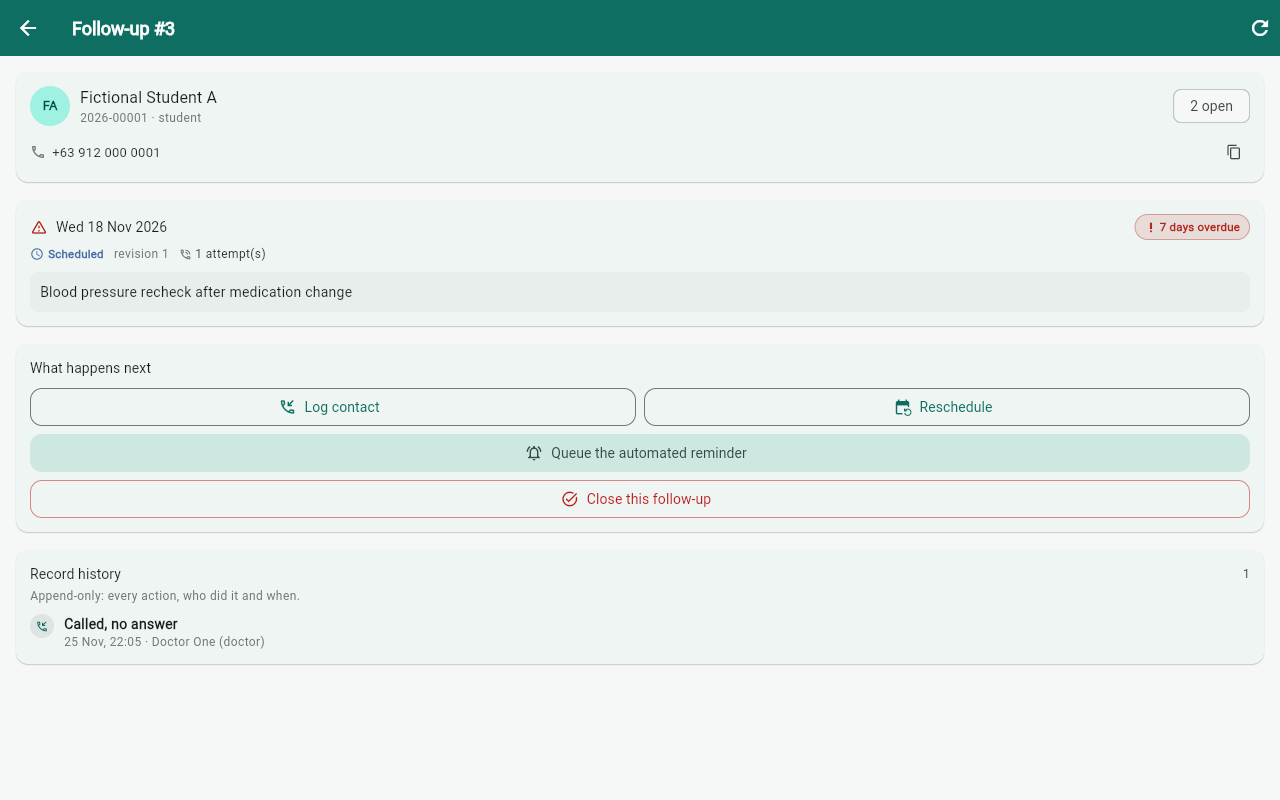 Follow-up #3
FA
Fictional Student A
2026-00001 · student
2 open
+63 912 000 0001
Wed 18 Nov 2026
7 days overdue
Scheduled revision 1 1 attempt(s)
Blood pressure recheck after medication change
What happens next
Log contact
Reschedule
Queue the automated reminder
Close this follow-up
Record history
1
Append-only: every action, who did it and when.
Called, no answer
25 Nov, 22:05 · Doctor One (doctor)